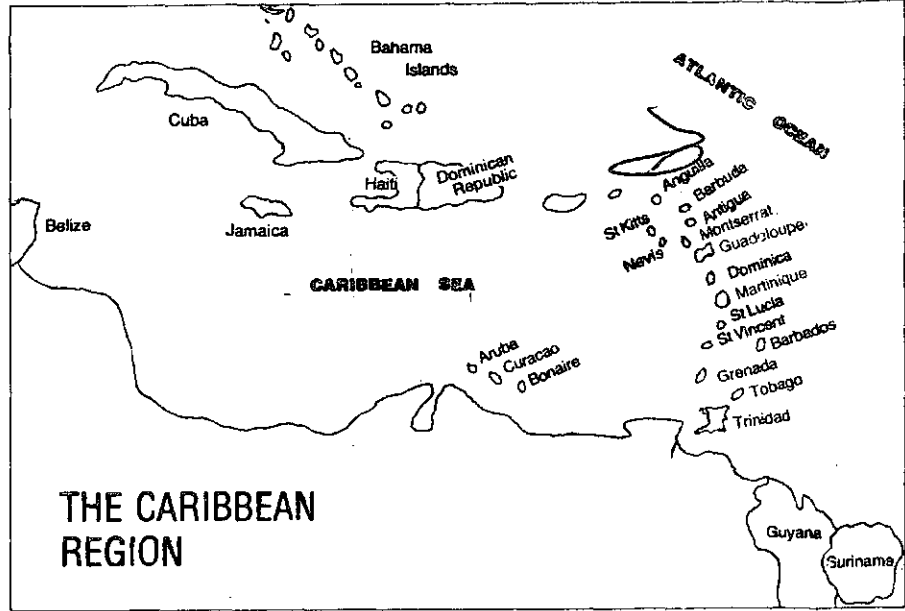 Bahama
Islands
ATLANTIC OCEAN
Cuba
Haiti
Dominican
Republic
Anguilla
Barbuda
St Kitts
Antigua
Montserrat
Nevis
Guadeloupe
Belize
Jamaica
Dominica
CARIBBEAN SEA
Martinique
St Lucia
St Vincent
Barbados
Aruba
Curacao
Bonaire
Grenada
Tobago
Trinidad
THE CARIBBEAN
REGION
Guyana
Suriname